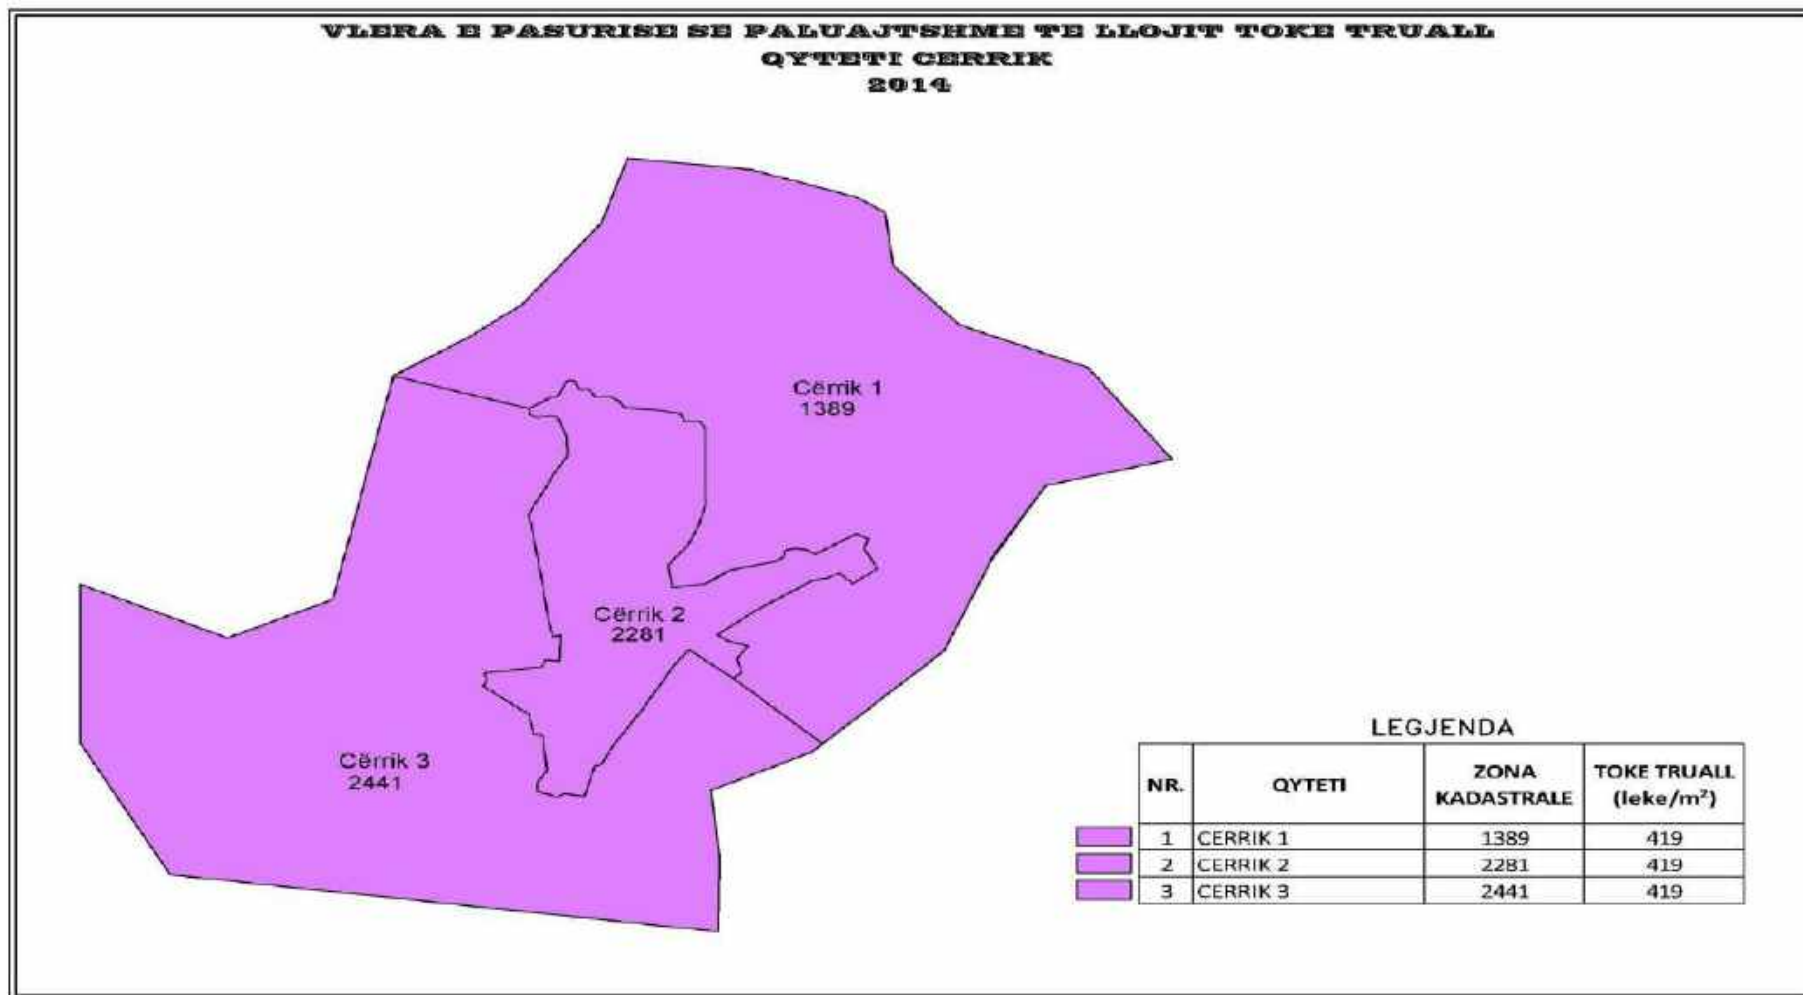 VLERA E PASURISE SE PALUAJTSHME TE LLOJIT TOKE TRUALL
QYTETI CERRIK
2014
Cërrik 1
1389
Cërrik 2
2281
Cërrik 3
2441
LEGJENDA
NR. QYTETI ZONA KADASTRALE TOKE TRUALL (leke/m²)
1 CERRIK 1 1389 419
2 CERRIK 2 2281 419
3 CERRIK 3 2441 419